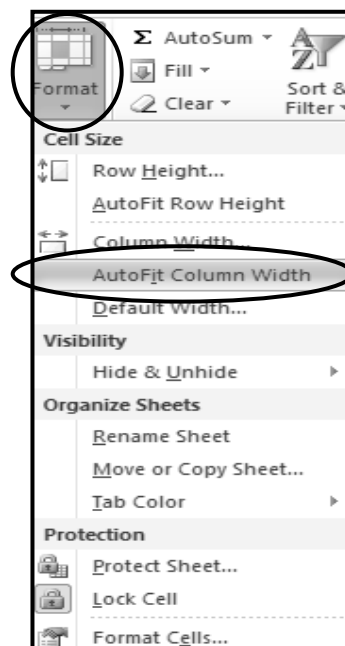 Σ AutoSum
Fill
Format
Clear
Sort &
Filter
Cell Size
Row Height...
AutoFit Row Height
Column Width...
AutoFit Column Width
Default Width...
Visibility
Hide & Unhide
Organize Sheets
Rename Sheet
Move or Copy Sheet...
Tab Color
Protection
Protect Sheet...
Lock Cell
Format Cells...